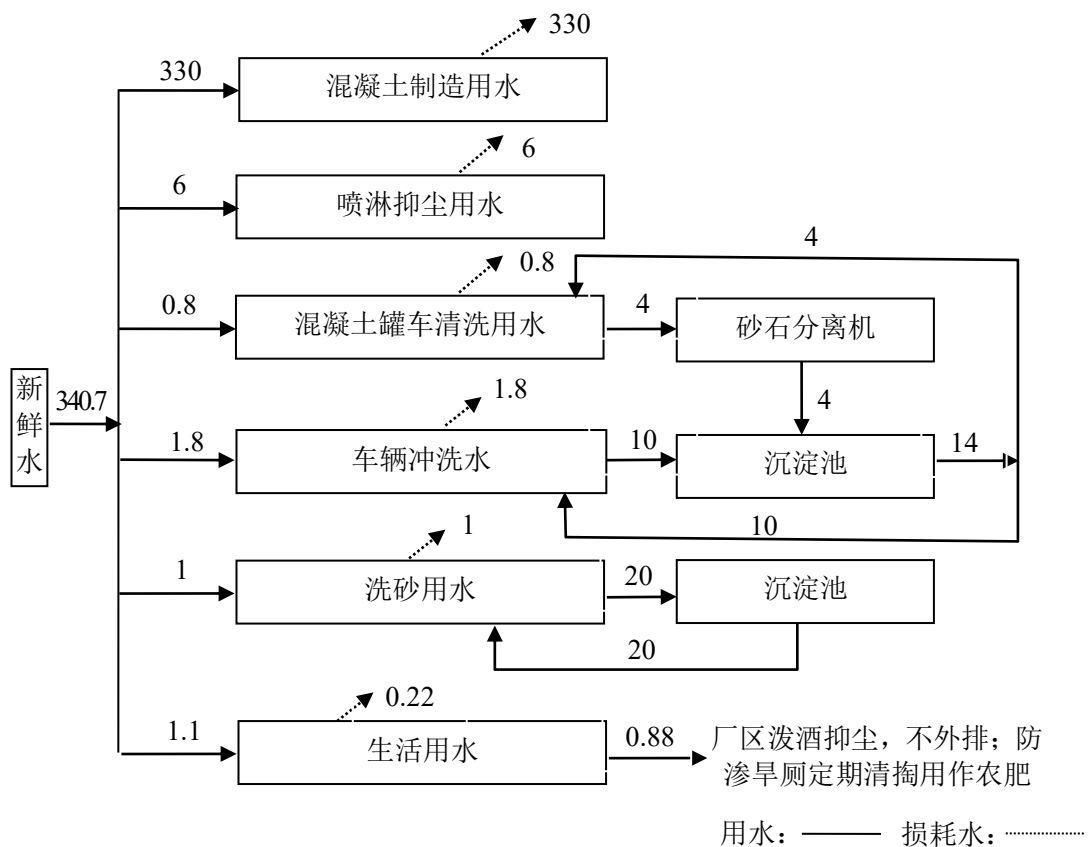 330
330
混凝土制造用水
6
6
喷淋抑尘用水
4
0.8
0.8
混凝土罐车清洗用水
4
砂石分离机
新鲜水
340.7
1.8
4
1.8
车辆冲洗水
10
沉淀池
14
10
1
1
洗砂用水
20
沉淀池
20
0.22
1.1
生活用水
0.88
厂区泼洒抑尘，不外排；防
渗旱厕定期清掏用作农肥
用水： 损耗水：